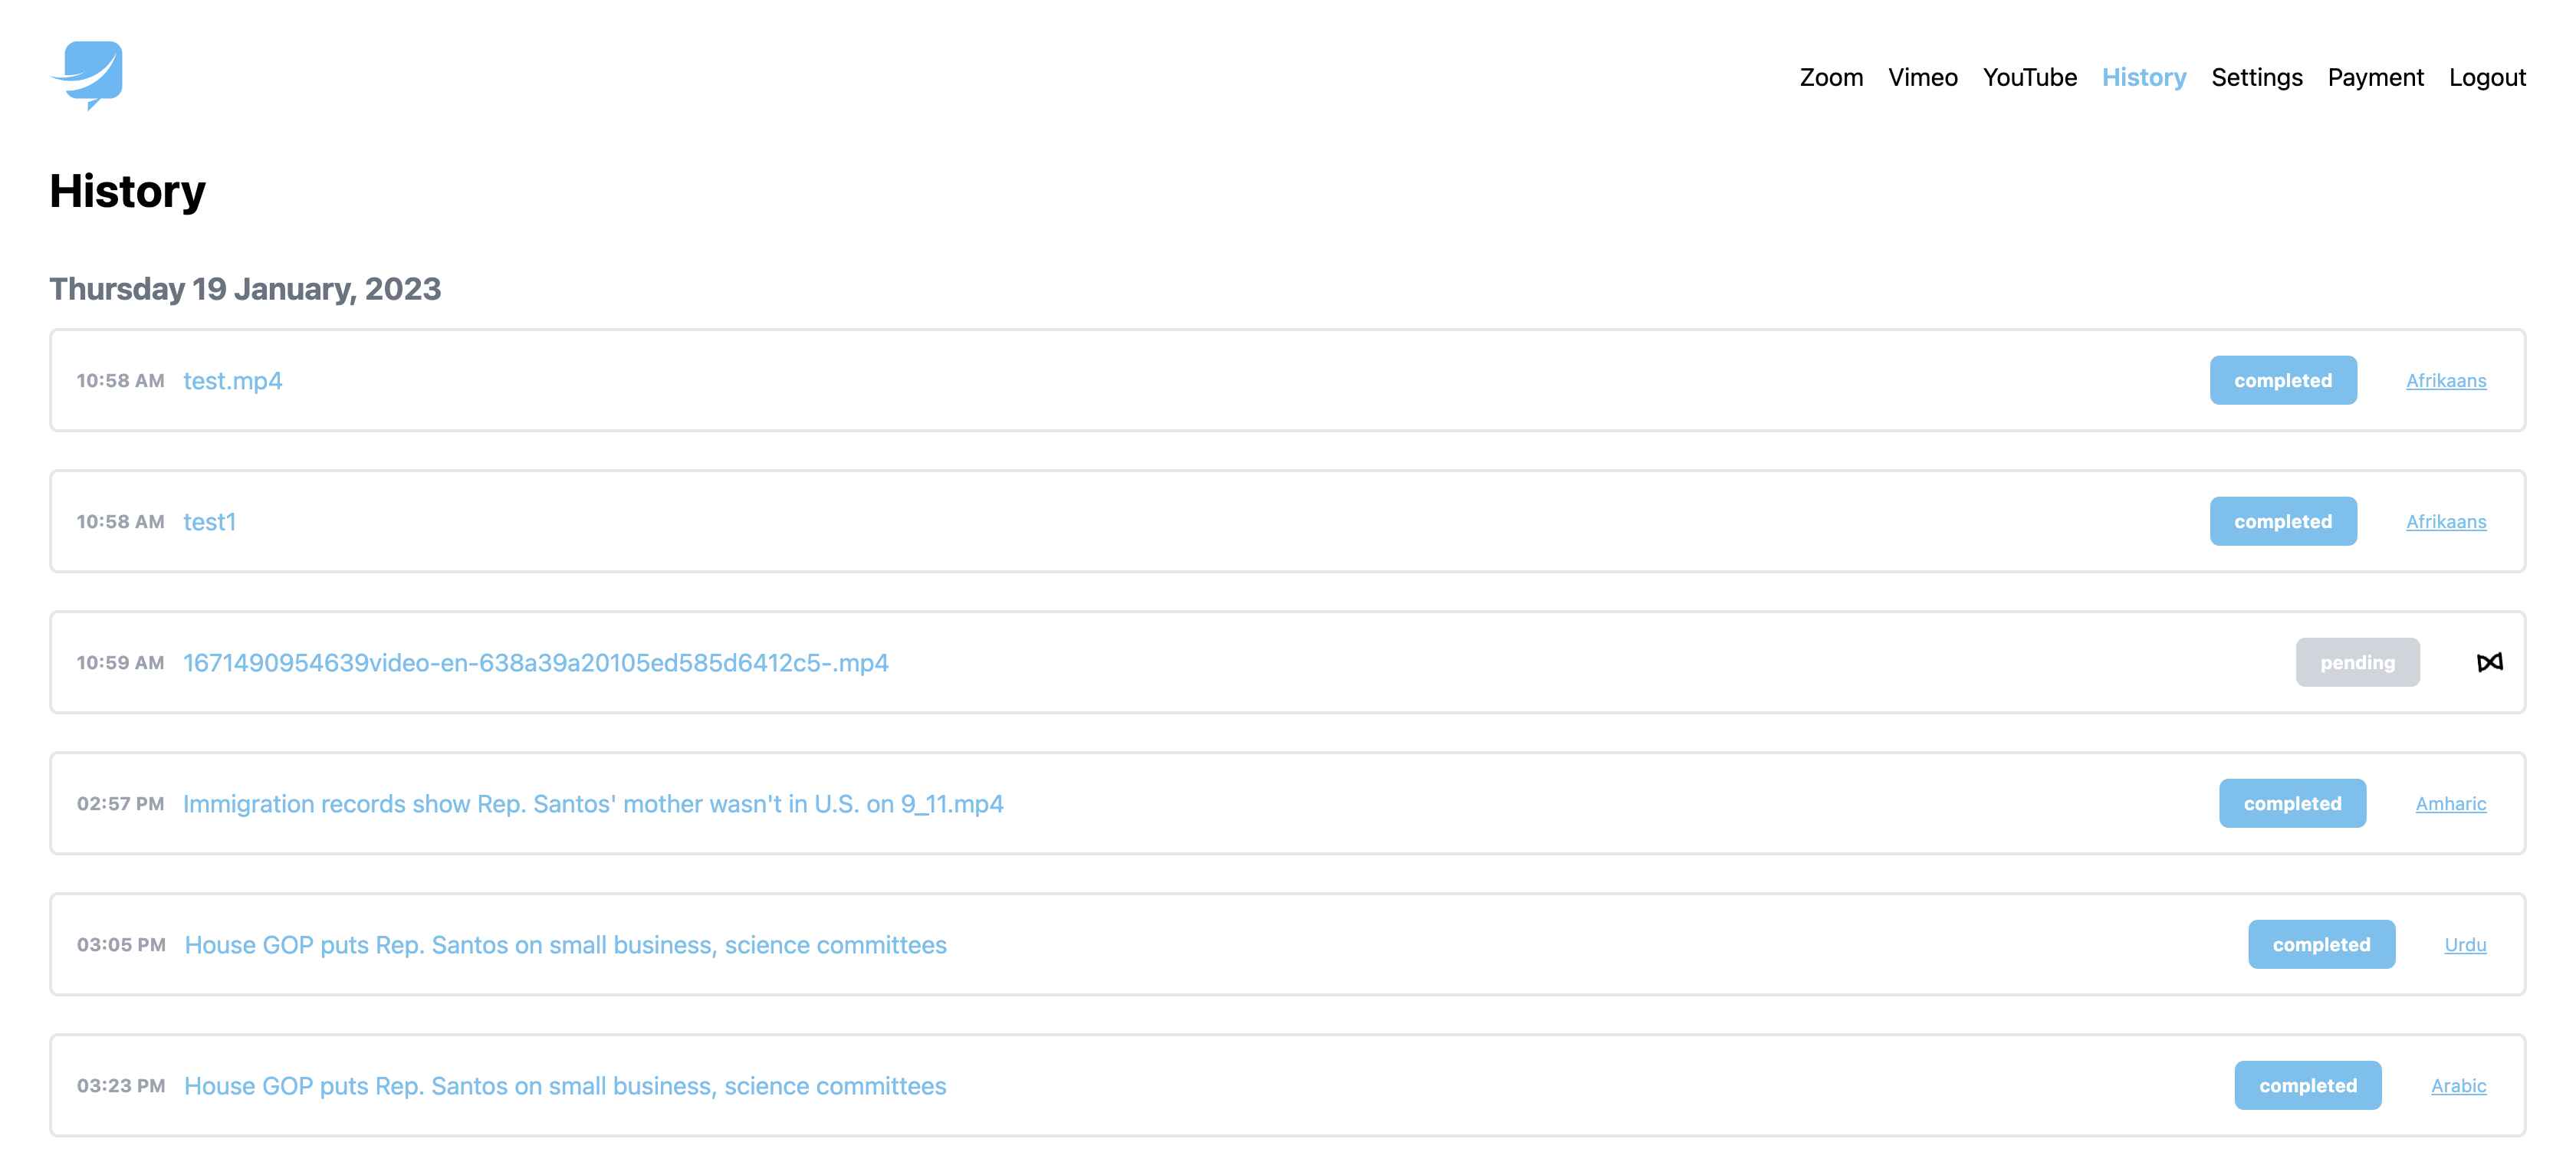 Zoom Vimeo YouTube History Settings Payment Logout
History
Thursday 19 January, 2023
10:58 AM test.mp4 completed Afrikaans
10:58 AM test1 completed Afrikaans
10:59 AM 1671490954639video-en-638a39a20105ed585d6412c5-.mp4 pending
02:57 PM Immigration records show Rep. Santos' mother wasn't in U.S. on 9_11.mp4 completed Amharic
03:05 PM House GOP puts Rep. Santos on small business, science committees completed Urdu
03:23 PM House GOP puts Rep. Santos on small business, science committees completed Arabic